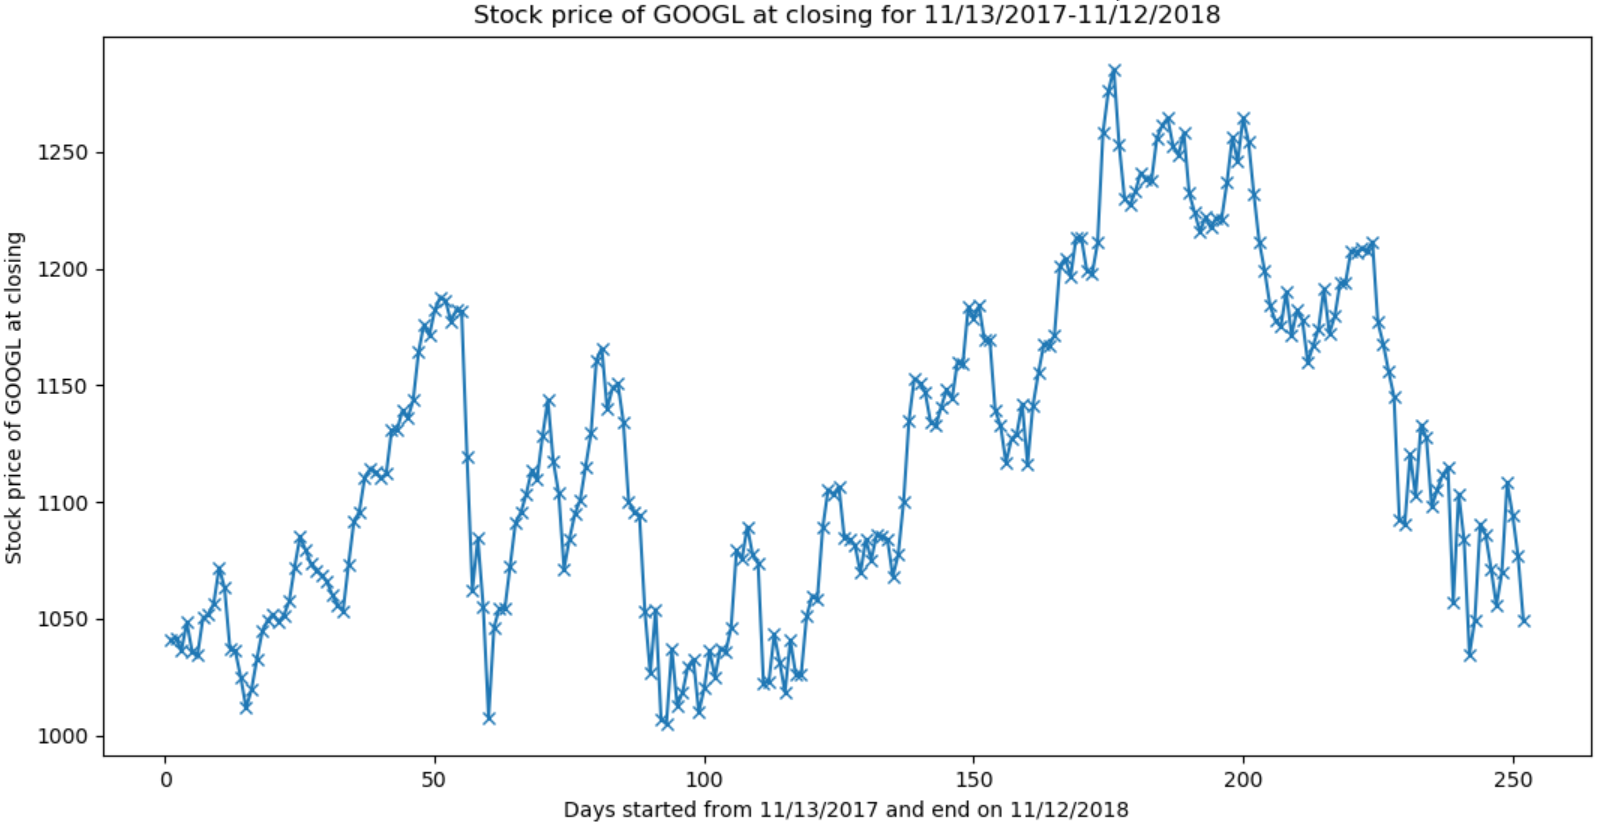 Stock price of GOOGL at closing for 11/13/2017-11/12/2018
Stock price of GOOGL at closing
1250
1200
1150
1100
1050
1000
0 50 100 150 200 250
Days started from 11/13/2017 and end on 11/12/2018